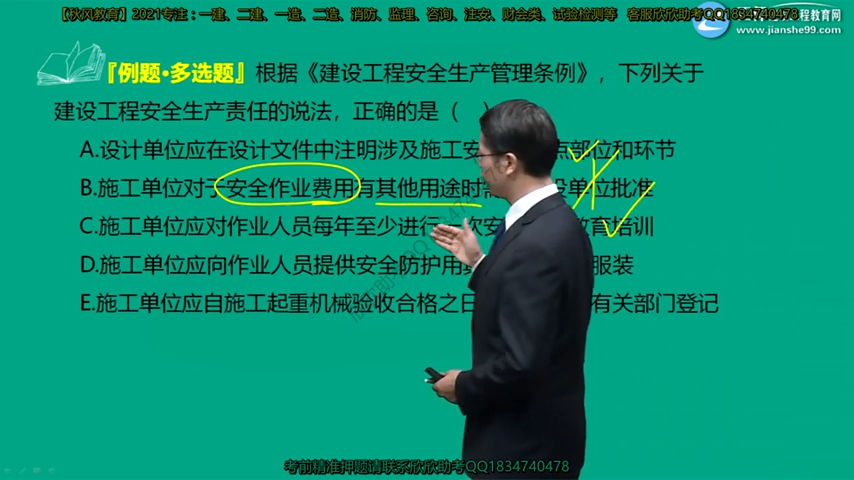 【秋风教育】2021专注：一建、二建、一造、二造、消防、监理、咨询、注安、财会类、试验检测等 客服欣欣助考QQ1834740478
程教育网
www.jianshe99.com
『例题·多选题』根据《建设工程安全生产管理条例》，下列关于
建设工程安全生产责任的说法，正确的是（ ）
A.设计单位应在设计文件中注明涉及施工安 点部位和环节
B.施工单位对于安全作业费用有其他用途时 设单位批准
C.施工单位应对作业人员每年至少进行一次安 教育培训
D.施工单位应向作业人员提供安全防护用 服装
E.施工单位应自施工起重机械验收合格之日 有关部门登记
考前精准押题请联系欣欣助考QQ1834740478